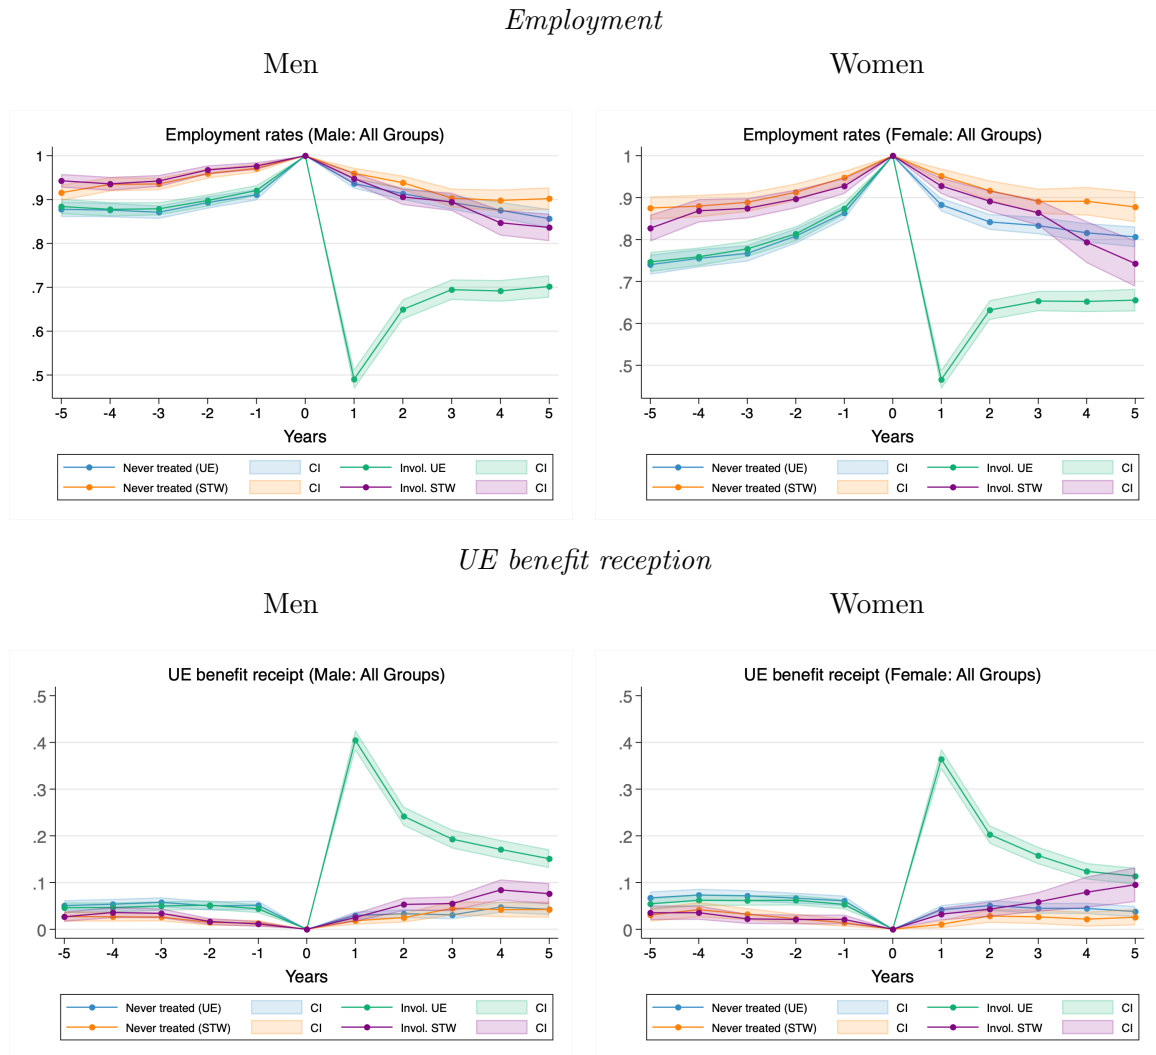 Employment
Men Women
Employment rates (Male: All Groups)
1
.9
.8
.7
.6
.5
-5 -4 -3 -2 -1 0 1 2 3 4 5
Years
Never treated (UE) CI Invol. UE CI
Never treated (STW) CI Invol. STW CI
Employment rates (Female: All Groups)
1
.9
.8
.7
.6
.5
-5 -4 -3 -2 -1 0 1 2 3 4 5
Years
Never treated (UE) CI Invol. UE CI
Never treated (STW) CI Invol. STW CI
UE benefit reception
Men Women
UE benefit receipt (Male: All Groups)
.5
.4
.3
.2
.1
0
-5 -4 -3 -2 -1 0 1 2 3 4 5
Years
Never treated (UE) CI Invol. UE CI
Never treated (STW) CI Invol. STW CI
UE benefit receipt (Female: All Groups)
.5
.4
.3
.2
.1
0
-5 -4 -3 -2 -1 0 1 2 3 4 5
Years
Never treated (UE) CI Invol. UE CI
Never treated (STW) CI Invol. STW CI